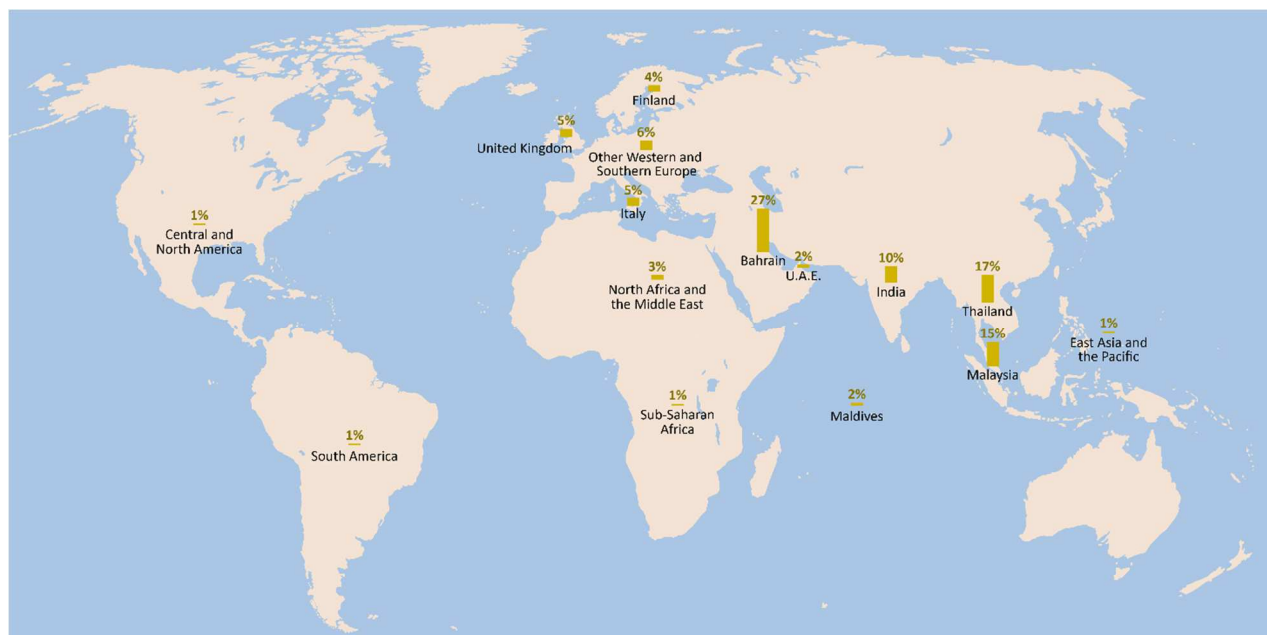 4%
Finland
5%
United Kingdom
6%
Other Western and
Southern Europe
5%
Italy
27%
Bahrain
1%
Central and
North America
2%
U.A.E.
10%
India
17%
Thailand
3%
North Africa and
the Middle East
1%
East Asia and
the Pacific
15%
Malaysia
1%
Sub-Saharan
Africa
2%
Maldives
1%
South America